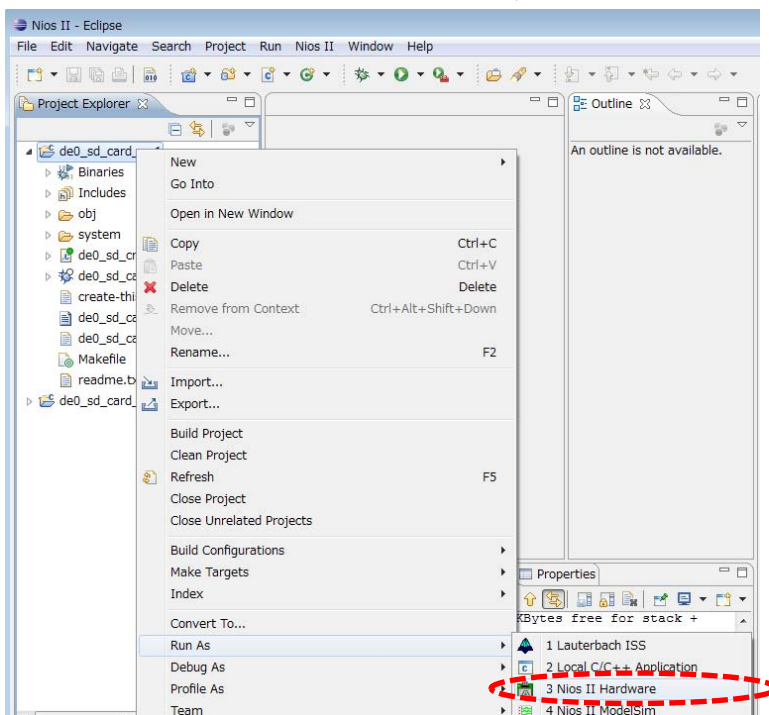 Nios II - Eclipse
File Edit Navigate Search Project Run Nios II Window Help
Project Explorer
Outline
An outline is not available.
de0_sd_card_
Binaries
Includes
obj
system
de0_sd_cr
de0_sd_ca
create-thi
de0_sd_ca
de0_sd_ca
Makefile
readme.tx
de0_sd_card_
New
Go Into
Open in New Window
Copy Ctrl+C
Paste Ctrl+V
Delete Delete
Remove from Context Ctrl+Alt+Shift+Down
Move...
Rename... F2
Import...
Export...
Build Project
Clean Project
Refresh F5
Close Project
Close Unrelated Projects
Build Configurations
Make Targets
Index
Convert To...
Run As
Debug As
Profile As
Team
Properties
KBytes free for stack +
1 Lauterbach ISS
2 Local C/C++ Application
3 Nios II Hardware
4 Nios II ModelSim